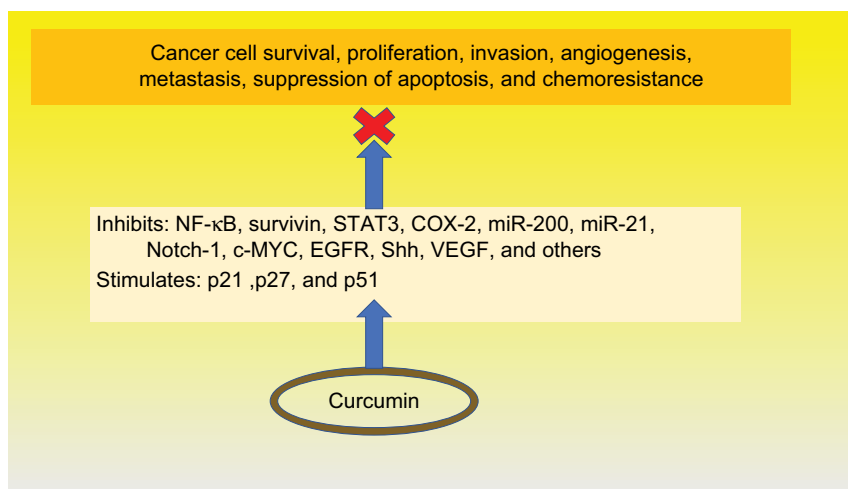 Cancer cell survival, proliferation, invasion, angiogenesis,
metastasis, suppression of apoptosis, and chemoresistance
Inhibits: NF-κB, survivin, STAT3, COX-2, miR-200, miR-21,
Notch-1, c-MYC, EGFR, Shh, VEGF, and others
Stimulates: p21 ,p27, and p51
Curcumin